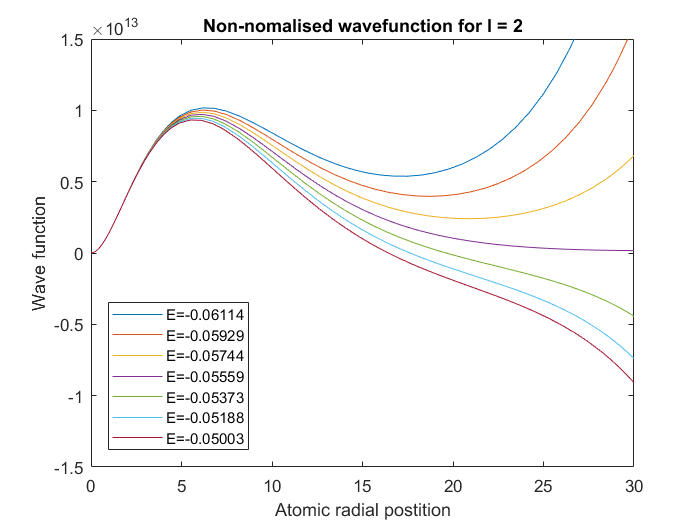 Non-nomalised wavefunction for l = 2
×10¹³
1.5
1
0.5
0
-0.5
-1
-1.5
Wave function
E=-0.06114
E=-0.05929
E=-0.05744
E=-0.05559
E=-0.05373
E=-0.05188
E=-0.05003
0 5 10 15 20 25 30
Atomic radial postition